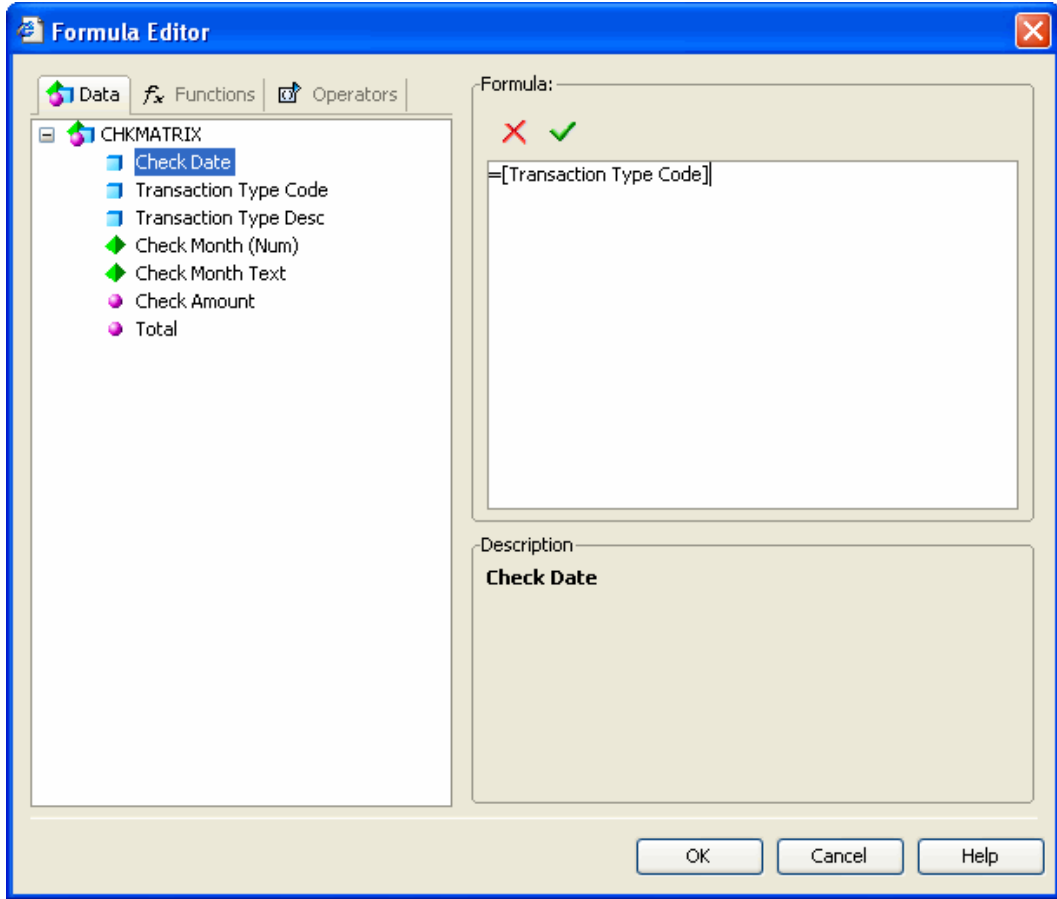 Formula Editor
Data fx Functions Operators
CHKMATRIX
Check Date
Transaction Type Code
Transaction Type Desc
Check Month (Num)
Check Month Text
Check Amount
Total
Formula:
=[Transaction Type Code]
Description
Check Date
OK Cancel Help